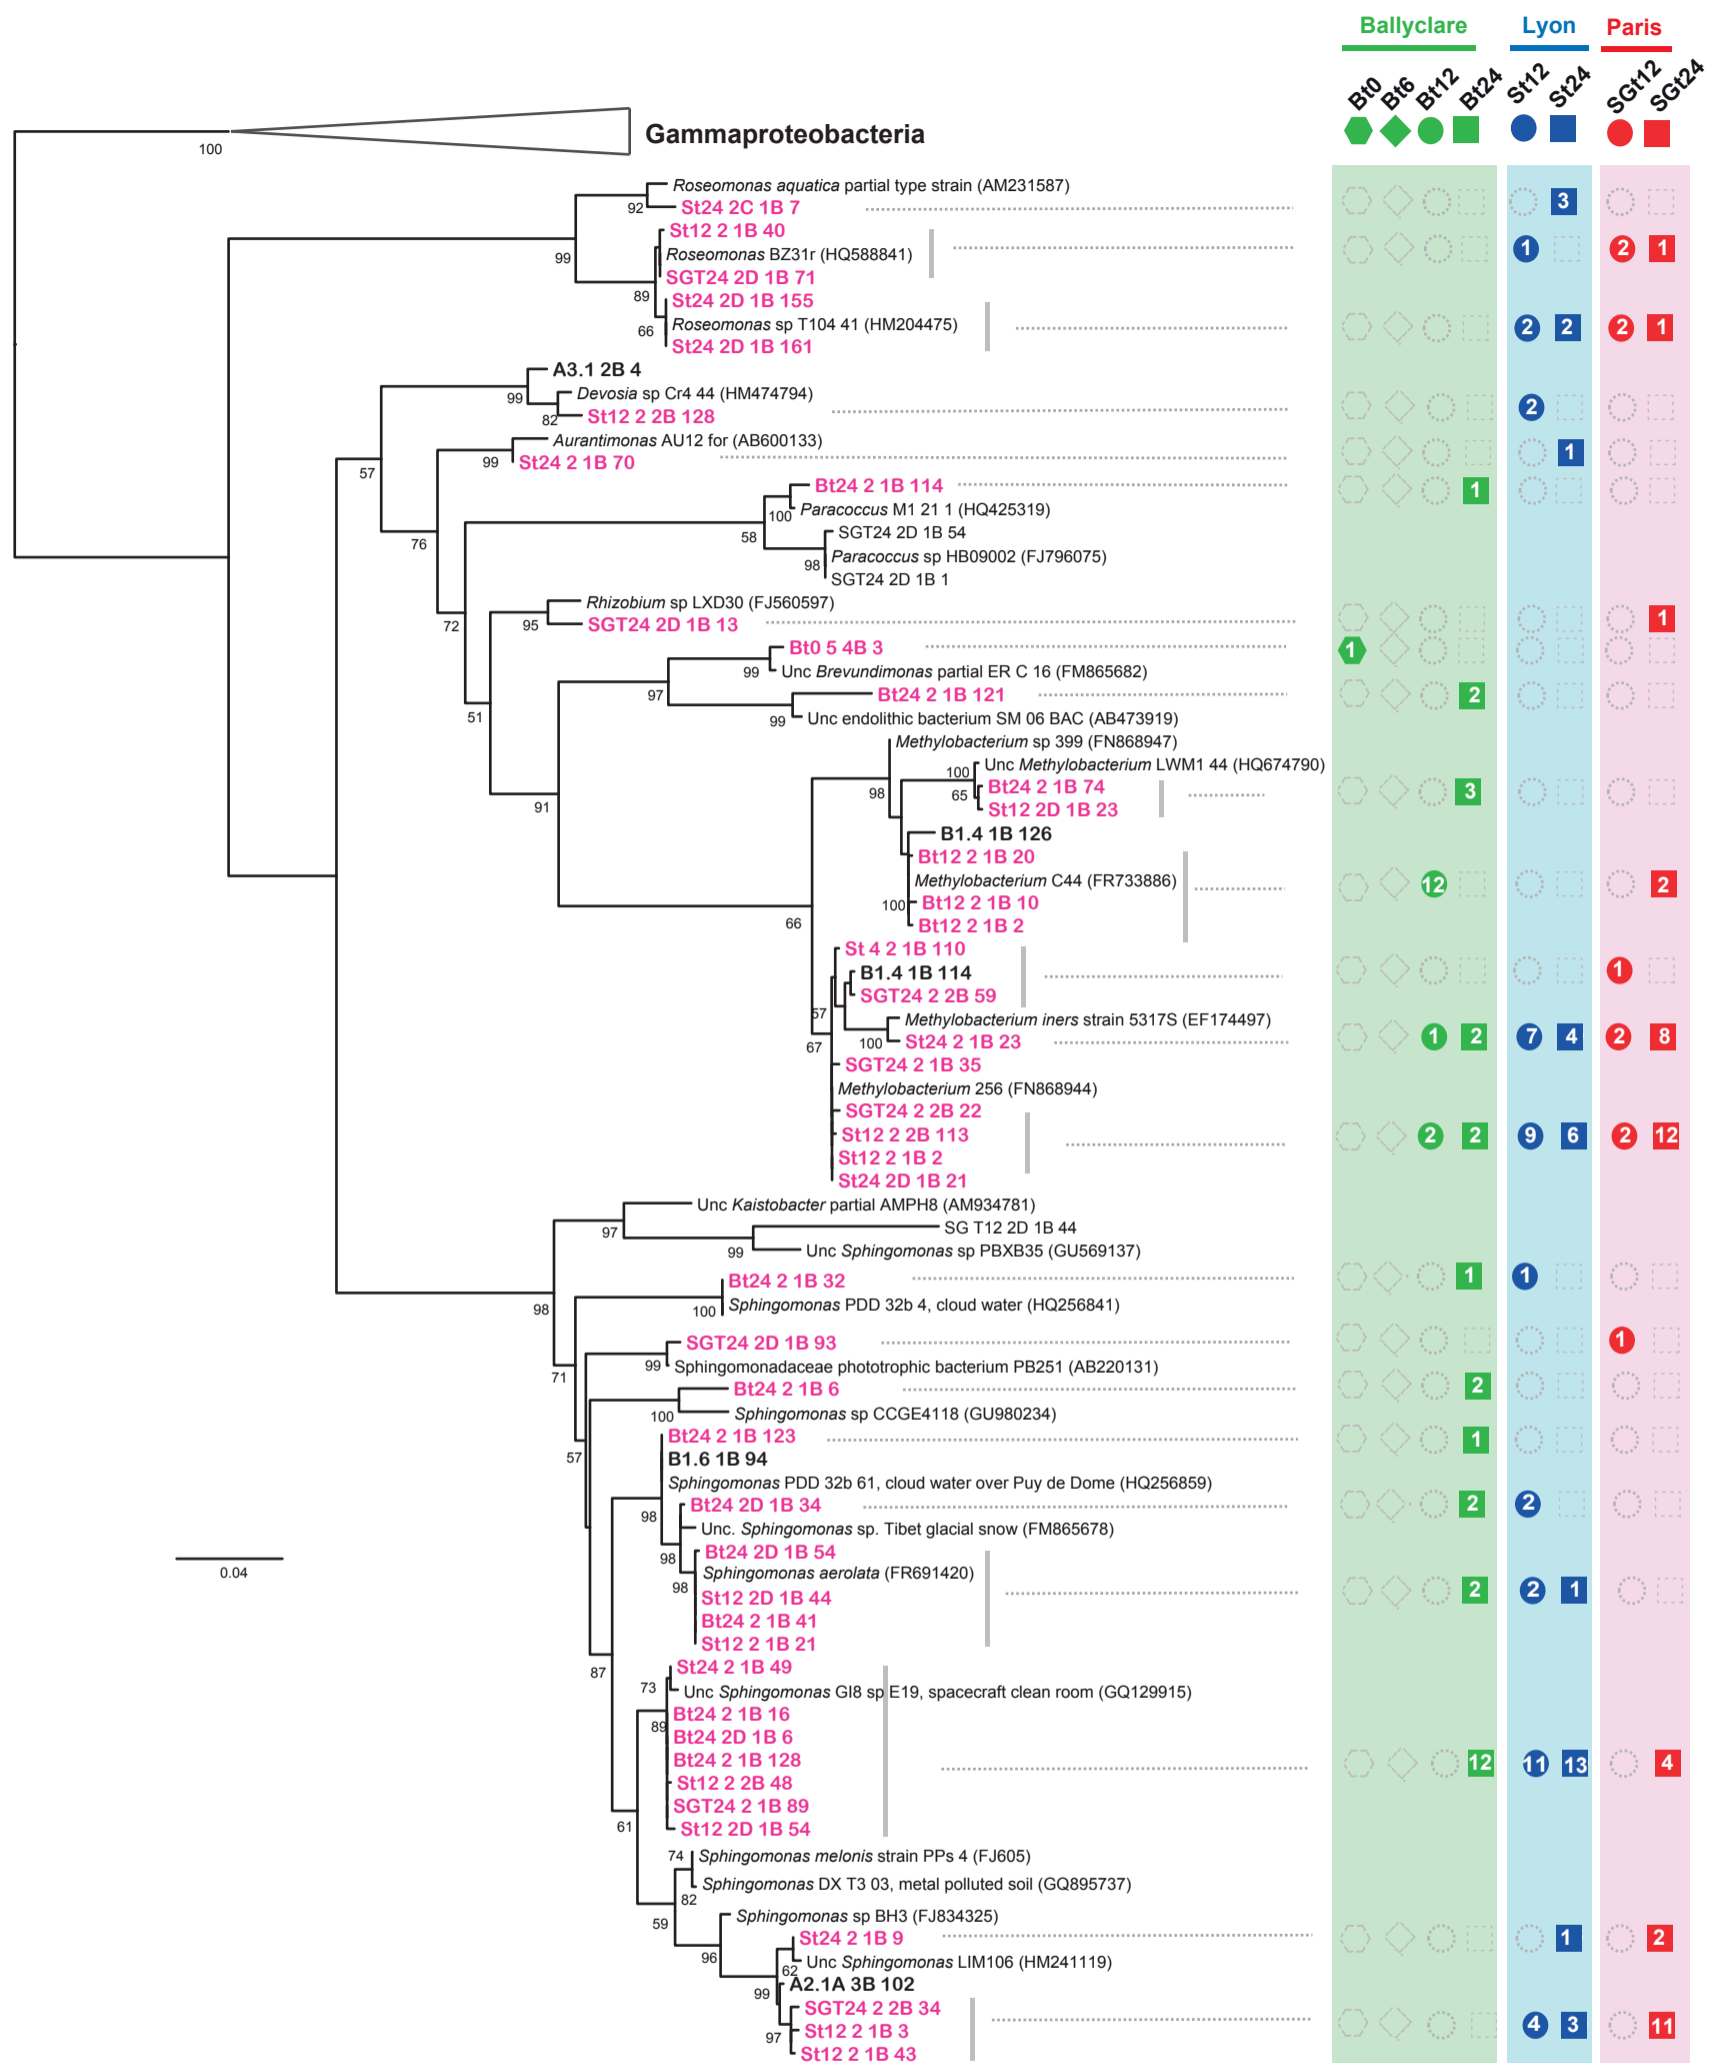 Ballyclare Lyon Paris
Bt0 Bt6 Bt12 Bt24 St12 St24 SGt12 SGt24
Gammaproteobacteria
100
Roseomonas aquatica partial type strain (AM231587)
92 St24 2C 1B 7 3
St12 2 1B 40
99 Roseomonas BZ31r (HQ588841) 1 2 1
SGT24 2D 1B 71
89 St24 2D 1B 155
66 Roseomonas sp T104 41 (HM204475) 2 2 2 1
St24 2D 1B 161
A3.1 2B 4
99 Devosia sp Cr4 44 (HM474794)
82 St12 2 2B 128 2
Aurantimonas AU12 for (AB600133)
57 99 St24 2 1B 70 1
Bt24 2 1B 114 1
100 Paracoccus M1 21 1 (HQ425319)
76 58 SGT24 2D 1B 54
98 Paracoccus sp HB09002 (FJ796075)
SGT24 2D 1B 1
Rhizobium sp LXD30 (FJ560597)
72 95 SGT24 2D 1B 13 1
Bt0 5 4B 3 1
99 Unc Brevundimonas partial ER C 16 (FM865682)
97 Bt24 2 1B 121 2
51 99 Unc endolithic bacterium SM 06 BAC (AB473919)
Methylobacterium sp 399 (FN868947)
100 Unc Methylobacterium LWM1 44 (HQ674790)
98 65 Bt24 2 1B 74 3
91 St12 2D 1B 23
B1.4 1B 126
Bt12 2 1B 20
Methylobacterium C44 (FR733886) 12 2
100 Bt12 2 1B 10
66 Bt12 2 1B 2
St 4 2 1B 110
B1.4 1B 114 1
SGT24 2 2B 59
57 Methylobacterium iners strain 5317S (EF174497)
67 100 St24 2 1B 23 1 2 7 4 2 8
SGT24 2 1B 35
Methylobacterium 256 (FN868944)
SGT24 2 2B 22
St12 2 2B 113 2 2 9 6 2 12
St12 2 1B 2
St24 2D 1B 21
Unc Kaistobacter partial AMPH8 (AM934781)
97 SG T12 2D 1B 44
99 Unc Sphingomonas sp PBXB35 (GU569137)
Bt24 2 1B 32 1 1
98 100 Sphingomonas PDD 32b 4, cloud water (HQ256841)
SGT24 2D 1B 93 1
71 99 Sphingomonadaceae phototrophic bacterium PB251 (AB220131)
Bt24 2 1B 6 2
100 Sphingomonas sp CCGE4118 (GU980234)
Bt24 2 1B 123 1
57 B1.6 1B 94
Sphingomonas PDD 32b 61, cloud water over Puy de Dome (HQ256859)
98 Bt24 2D 1B 34 2 2
Unc. Sphingomonas sp. Tibet glacial snow (FM865678)
98 Bt24 2D 1B 54
0.04 98 Sphingomonas aerolata (FR691420)
St12 2D 1B 44 2 2 1
Bt24 2 1B 41
St12 2 1B 21
87 St24 2 1B 49
73 Unc Sphingomonas GI8 sp E19, spacecraft clean room (GQ129915)
89 Bt24 2 1B 16
Bt24 2D 1B 6
Bt24 2 1B 128 12 11 13 4
St12 2 2B 48
SGT24 2 1B 89
61 St12 2D 1B 54
74 Sphingomonas melonis strain PPs 4 (FJ605)
82 Sphingomonas DX T3 03, metal polluted soil (GQ895737)
59 Sphingomonas sp BH3 (FJ834325)
St24 2 1B 9 1 2
96 62 Unc Sphingomonas LIM106 (HM241119)
99 A2.1A 3B 102
SGT24 2 2B 34
97 St12 2 1B 3 4 3 11
St12 2 1B 43